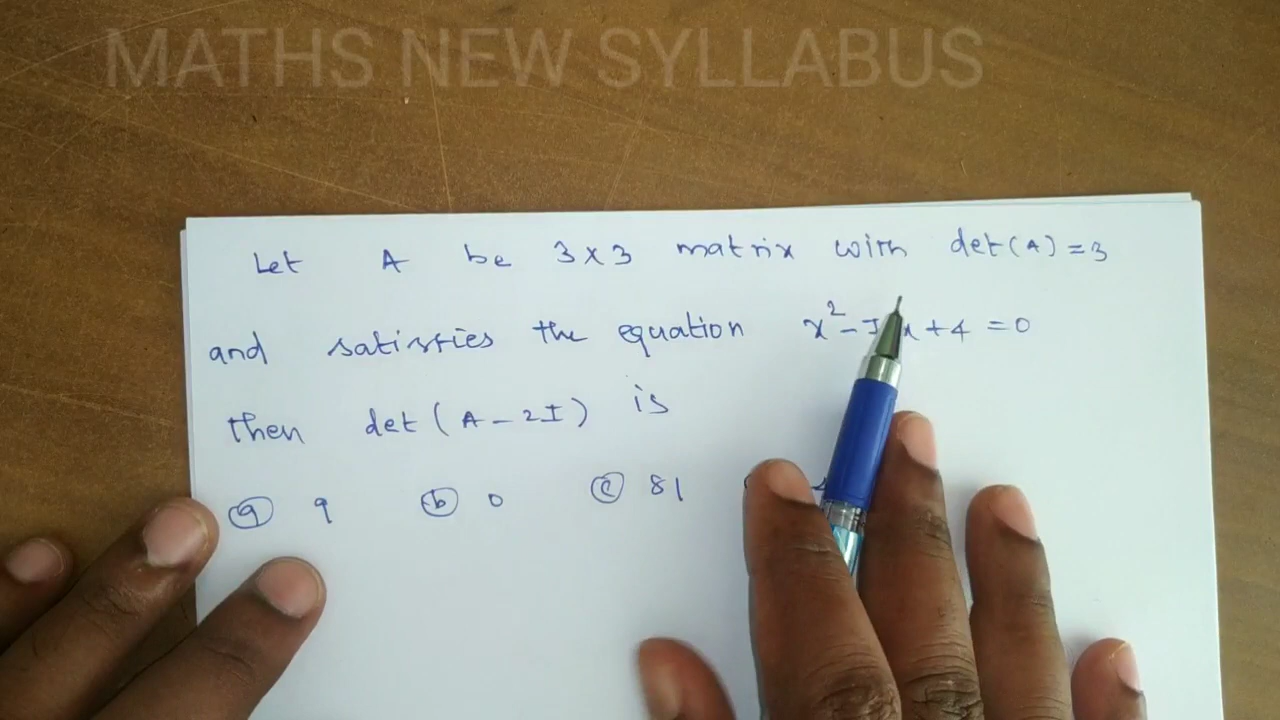 MATHS NEW SYLLABUS
Let A be 3x3 matrix with det(A) = 3
and satisfies the equation x² - x + 4 = 0
then det (A - 2I) is
(a) 9 (b) 0 (c) 81